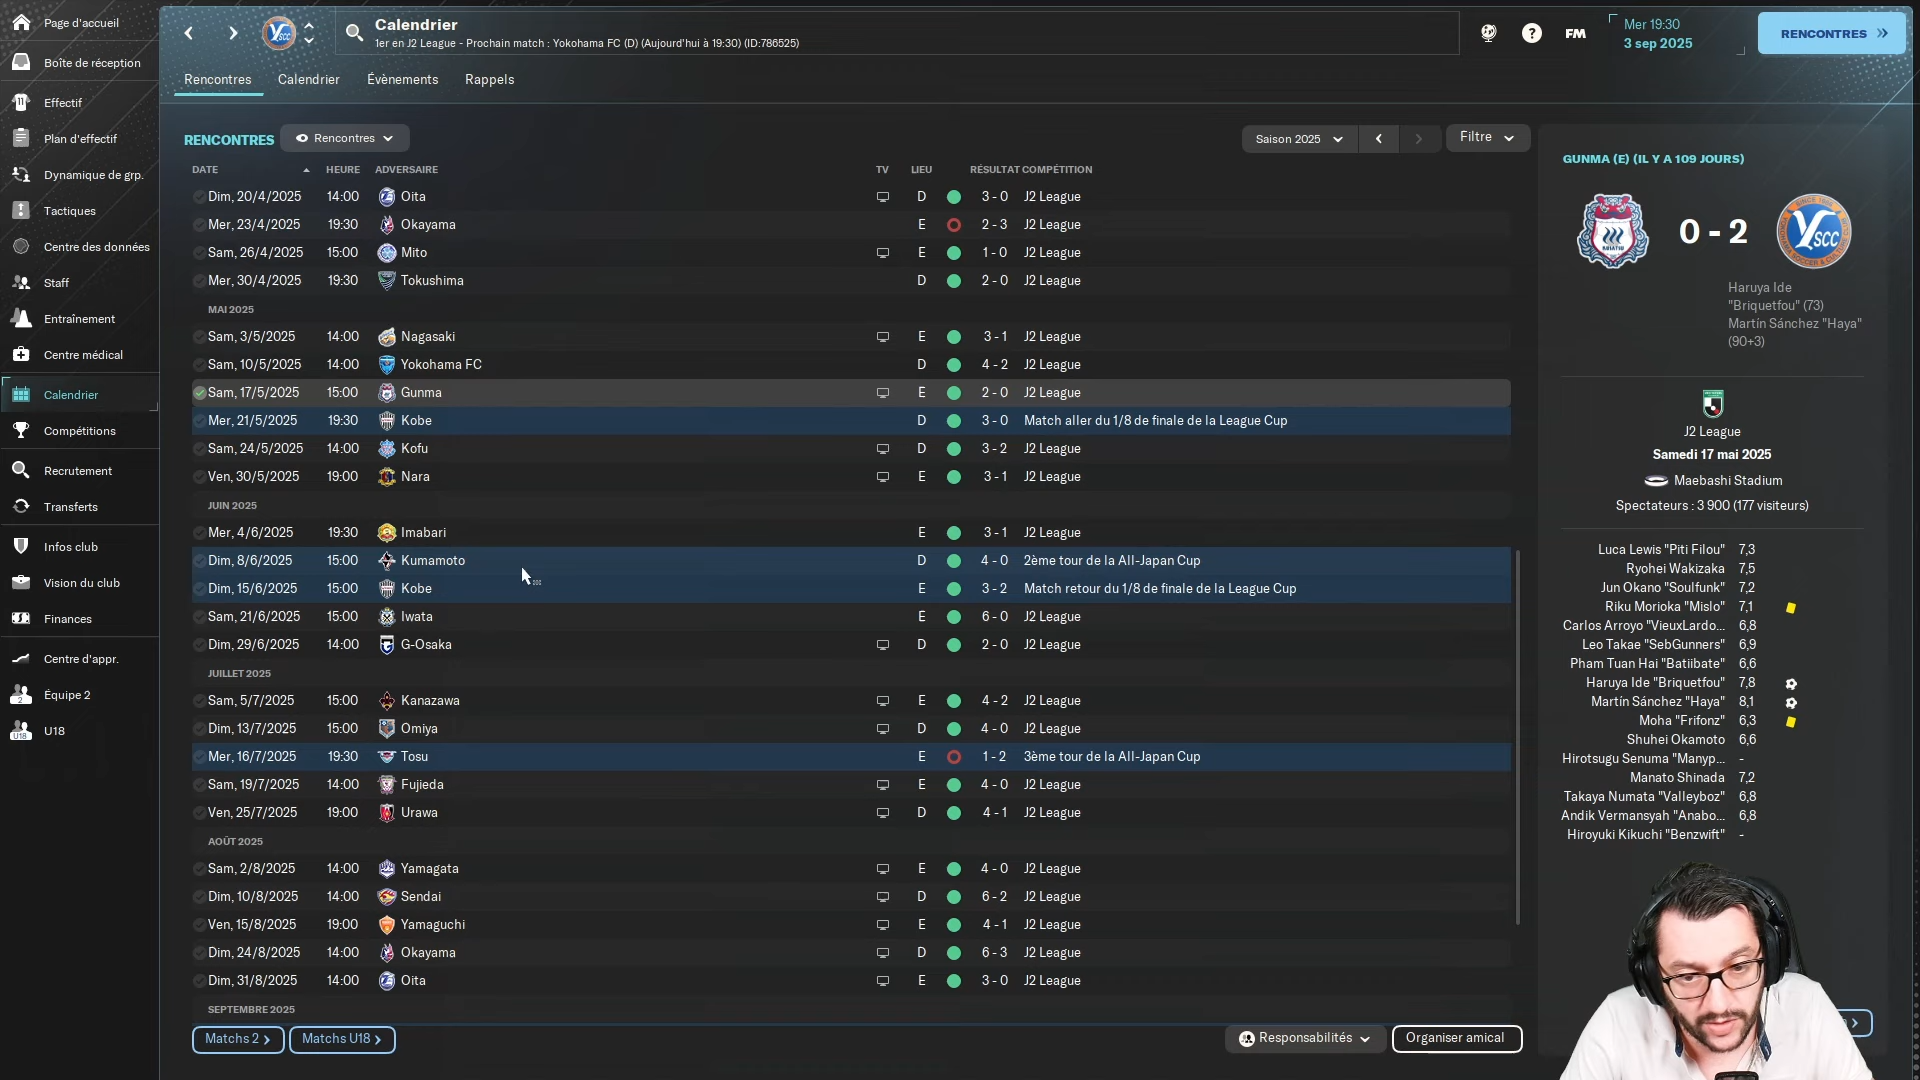 Page d'accueil
Boîte de réception
Effectif
Plan d'effectif
Dynamique de grp.
Tactiques
Centre des données
Staff
Entraînement
Centre médical
Calendrier
Compétitions
Recrutement
Transferts
Infos club
Vision du club
Finances
Centre d'appr.
Équipe 2
U18
Calendrier
1er en J2 League - Prochain match : Yokohama FC (D) (Aujourd'hui à 19:30) (ID:786525)
FM
Mer 19:30
3 sep 2025
RENCONTRES
Rencontres Calendrier Évènements Rappels
RENCONTRES Rencontres
Saison 2025 Filtre
DATE HEURE ADVERSAIRE TV LIEU RÉSULTAT COMPÉTITION
Dim, 20/4/2025 14:00 Oita D 3 - 0 J2 League
Mer, 23/4/2025 19:30 Okayama E 2 - 3 J2 League
Sam, 26/4/2025 15:00 Mito E 1 - 0 J2 League
Mer, 30/4/2025 19:30 Tokushima D 2 - 0 J2 League
MAI 2025
Sam, 3/5/2025 14:00 Nagasaki E 3 - 1 J2 League
Sam, 10/5/2025 14:00 Yokohama FC D 4 - 2 J2 League
Sam, 17/5/2025 15:00 Gunma E 2 - 0 J2 League
Mer, 21/5/2025 19:30 Kobe D 3 - 0 Match aller du 1/8 de finale de la League Cup
Sam, 24/5/2025 14:00 Kofu D 3 - 2 J2 League
Ven, 30/5/2025 19:00 Nara E 3 - 1 J2 League
JUIN 2025
Mer, 4/6/2025 19:30 Imabari E 3 - 1 J2 League
Dim, 8/6/2025 15:00 Kumamoto D 4 - 0 2ème tour de la All-Japan Cup
Dim, 15/6/2025 15:00 Kobe E 3 - 2 Match retour du 1/8 de finale de la League Cup
Sam, 21/6/2025 15:00 Iwata E 6 - 0 J2 League
Dim, 29/6/2025 14:00 G-Osaka D 2 - 0 J2 League
JUILLET 2025
Sam, 5/7/2025 15:00 Kanazawa E 4 - 2 J2 League
Dim, 13/7/2025 15:00 Omiya D 4 - 0 J2 League
Mer, 16/7/2025 19:30 Tosu E 1 - 2 3ème tour de la All-Japan Cup
Sam, 19/7/2025 14:00 Fujieda E 4 - 0 J2 League
Ven, 25/7/2025 19:00 Urawa D 4 - 1 J2 League
AOÛT 2025
Sam, 2/8/2025 14:00 Yamagata E 4 - 0 J2 League
Dim, 10/8/2025 14:00 Sendai D 6 - 2 J2 League
Ven, 15/8/2025 19:00 Yamaguchi E 4 - 1 J2 League
Dim, 24/8/2025 14:00 Okayama D 6 - 3 J2 League
Dim, 31/8/2025 14:00 Oita E 3 - 0 J2 League
SEPTEMBRE 2025
Matchs 2 Matchs U18
Responsabilités Organiser amical
GUNMA (E) (IL Y A 109 JOURS)
0 - 2
YSCC
Haruya Ide
"Briquetfou" (73)
Martín Sánchez "Haya"
(90+3)
J2 League
Samedi 17 mai 2025
Maebashi Stadium
Spectateurs : 3 900 (177 visiteurs)
Luca Lewis "Piti Filou" 7,3
Ryohei Wakizaka 7,5
Jun Okano "Soulfunk" 7,2
Riku Morioka "Mislo" 7,1
Carlos Arroyo "VieuxLardo... 6,8
Leo Takae "SebGunners" 6,9
Pham Tuan Hai "Batiibate" 6,6
Haruya Ide "Briquetfou" 7,8
Martín Sánchez "Haya" 8,1
Moha "Frifonz" 6,3
Shuhei Okamoto 6,6
Hirotsugu Senuma "Manyp... -
Manato Shinada 7,2
Takaya Numata "Valleyboz" 6,8
Andik Vermansyah "Anabo... 6,8
Hiroyuki Kikuchi "Benzwift" -